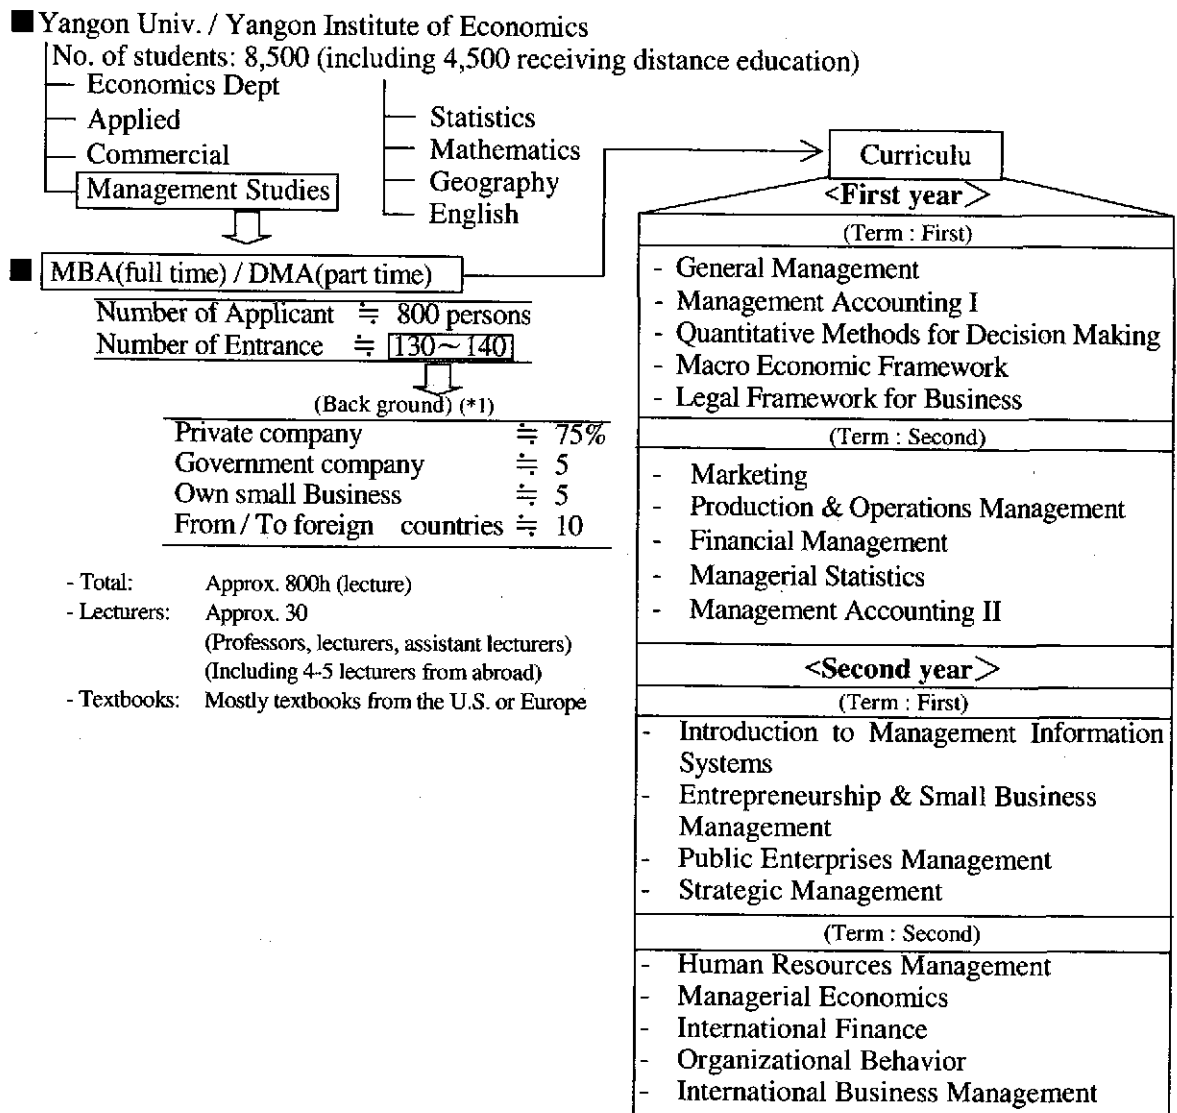 ■ Yangon Univ. / Yangon Institute of Economics
No. of students: 8,500 (including 4,500 receiving distance education)
Economics Dept
Applied
Commercial
Management Studies
Statistics
Mathematics
Geography
English
■ MBA(full time) / DMA(part time)
Number of Applicant ≒ 800 persons
Number of Entrance ≒ 130～140
(Back ground) (*1)
Private company ≒ 75%
Government company ≒ 5
Own small Business ≒ 5
From / To foreign countries ≒ 10
- Total: Approx. 800h (lecture)
- Lecturers: Approx. 30
(Professors, lecturers, assistant lecturers)
(Including 4-5 lecturers from abroad)
- Textbooks: Mostly textbooks from the U.S. or Europe
Curriculu
<First year>
(Term : First)
- General Management
- Management Accounting I
- Quantitative Methods for Decision Making
- Macro Economic Framework
- Legal Framework for Business
(Term : Second)
- Marketing
- Production & Operations Management
- Financial Management
- Managerial Statistics
- Management Accounting II
<Second year>
(Term : First)
- Introduction to Management Information
Systems
- Entrepreneurship & Small Business
Management
- Public Enterprises Management
- Strategic Management
(Term : Second)
- Human Resources Management
- Managerial Economics
- International Finance
- Organizational Behavior
- International Business Management